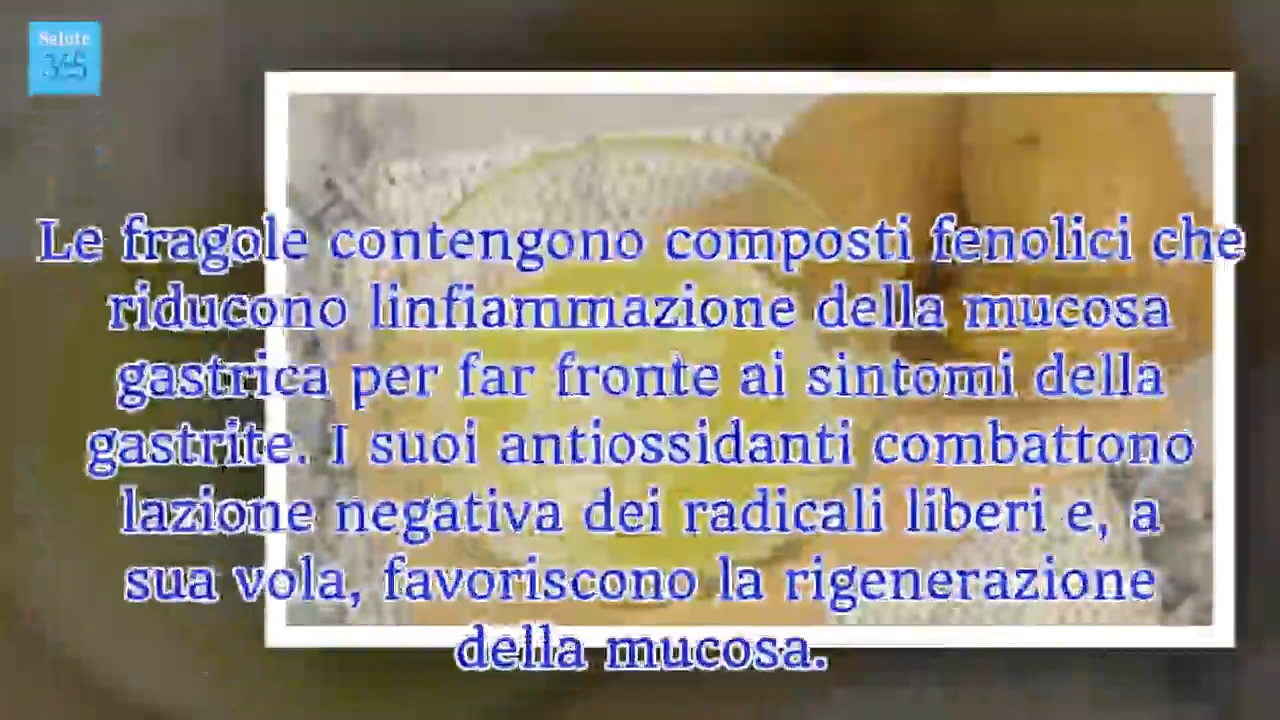 Salute
365
Le fragole contengono composti fenolici che
riducono linfiammazione della mucosa
gastrica per far fronte ai sintomi della
gastrite. I suoi antiossidanti combattono
lazione negativa dei radicali liberi e, a
sua vola, favoriscono la rigenerazione
della mucosa.